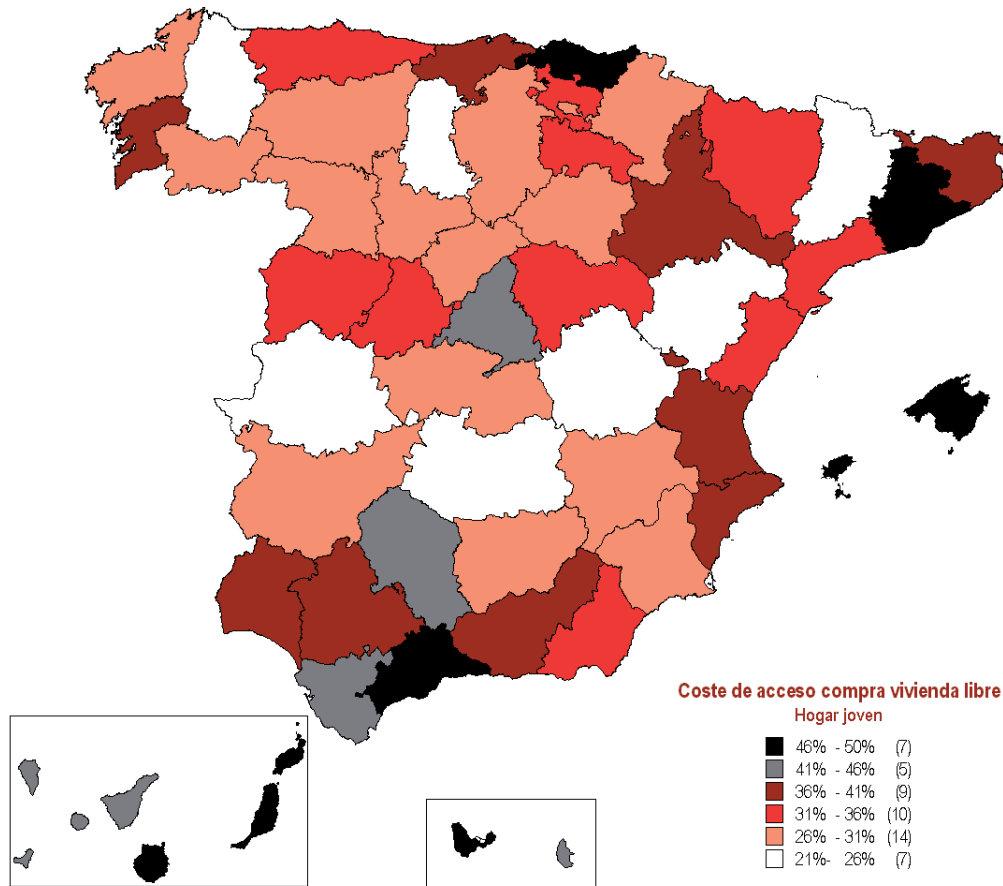 Coste de acceso compra vivienda libre
Hogar joven
46% - 50% (7)
41% - 46% (5)
36% - 41% (9)
31% - 36% (10)
26% - 31% (14)
21%- 26% (7)